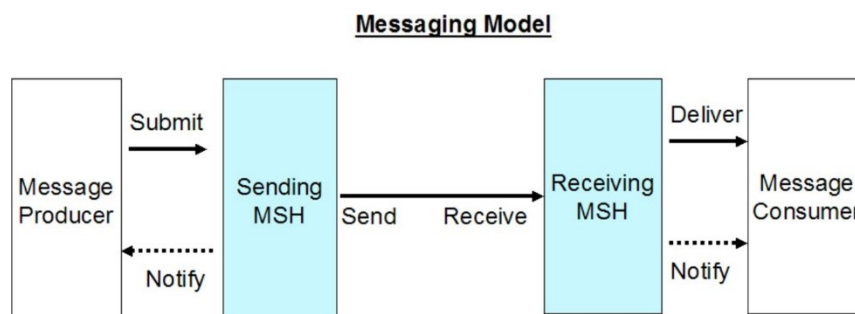 Messaging Model
Submit
Deliver
Message
Producer
Sending
MSH
Receiving
MSH
Message
Consumer
Send
Receive
Notify
Notify